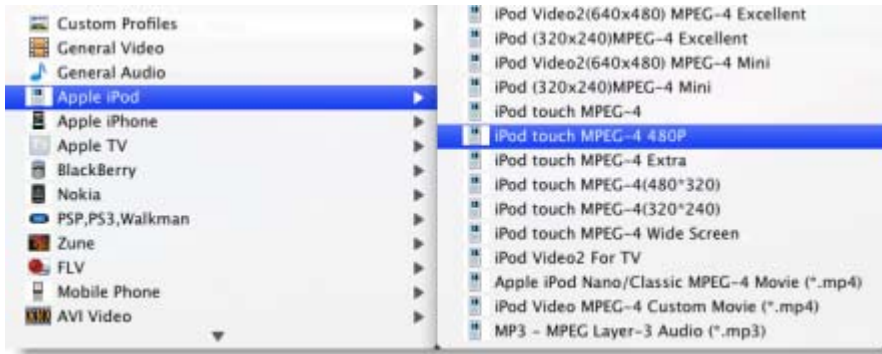 Custom Profiles
General Video
General Audio
Apple iPod
Apple iPhone
Apple TV
BlackBerry
Nokia
PSP,PS3,Walkman
Zune
FLV
Mobile Phone
AVI Video
iPod Video2(640x480) MPEG-4 Excellent
iPod (320x240)MPEG-4 Excellent
iPod Video2(640x480) MPEG-4 Mini
iPod (320x240)MPEG-4 Mini
iPod touch MPEG-4
iPod touch MPEG-4 480P
iPod touch MPEG-4 Extra
iPod touch MPEG-4(480*320)
iPod touch MPEG-4(320*240)
iPod touch MPEG-4 Wide Screen
iPod Video2 For TV
Apple iPod Nano/Classic MPEG-4 Movie (*.mp4)
iPod Video MPEG-4 Custom Movie (*.mp4)
MP3 - MPEG Layer-3 Audio (*.mp3)